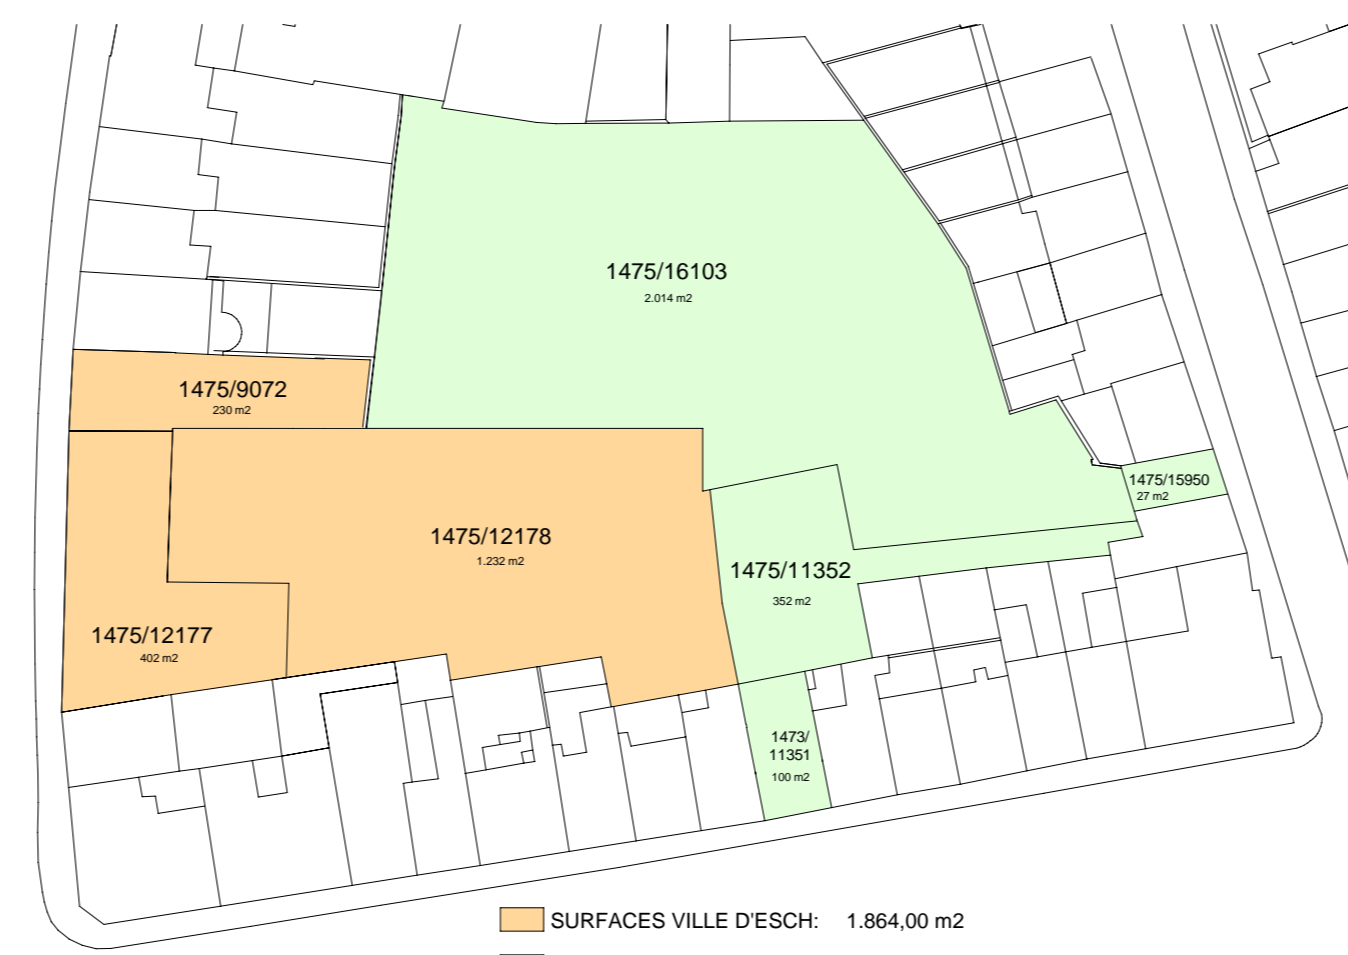 1475/16103
2.014 m2
1475/9072
230 m2
1475/15950
27 m2
1475/12178
1.232 m2
1475/11352
352 m2
1475/12177
402 m2
1473/
11351
100 m2
SURFACES VILLE D'ESCH: 1.864,00 m2